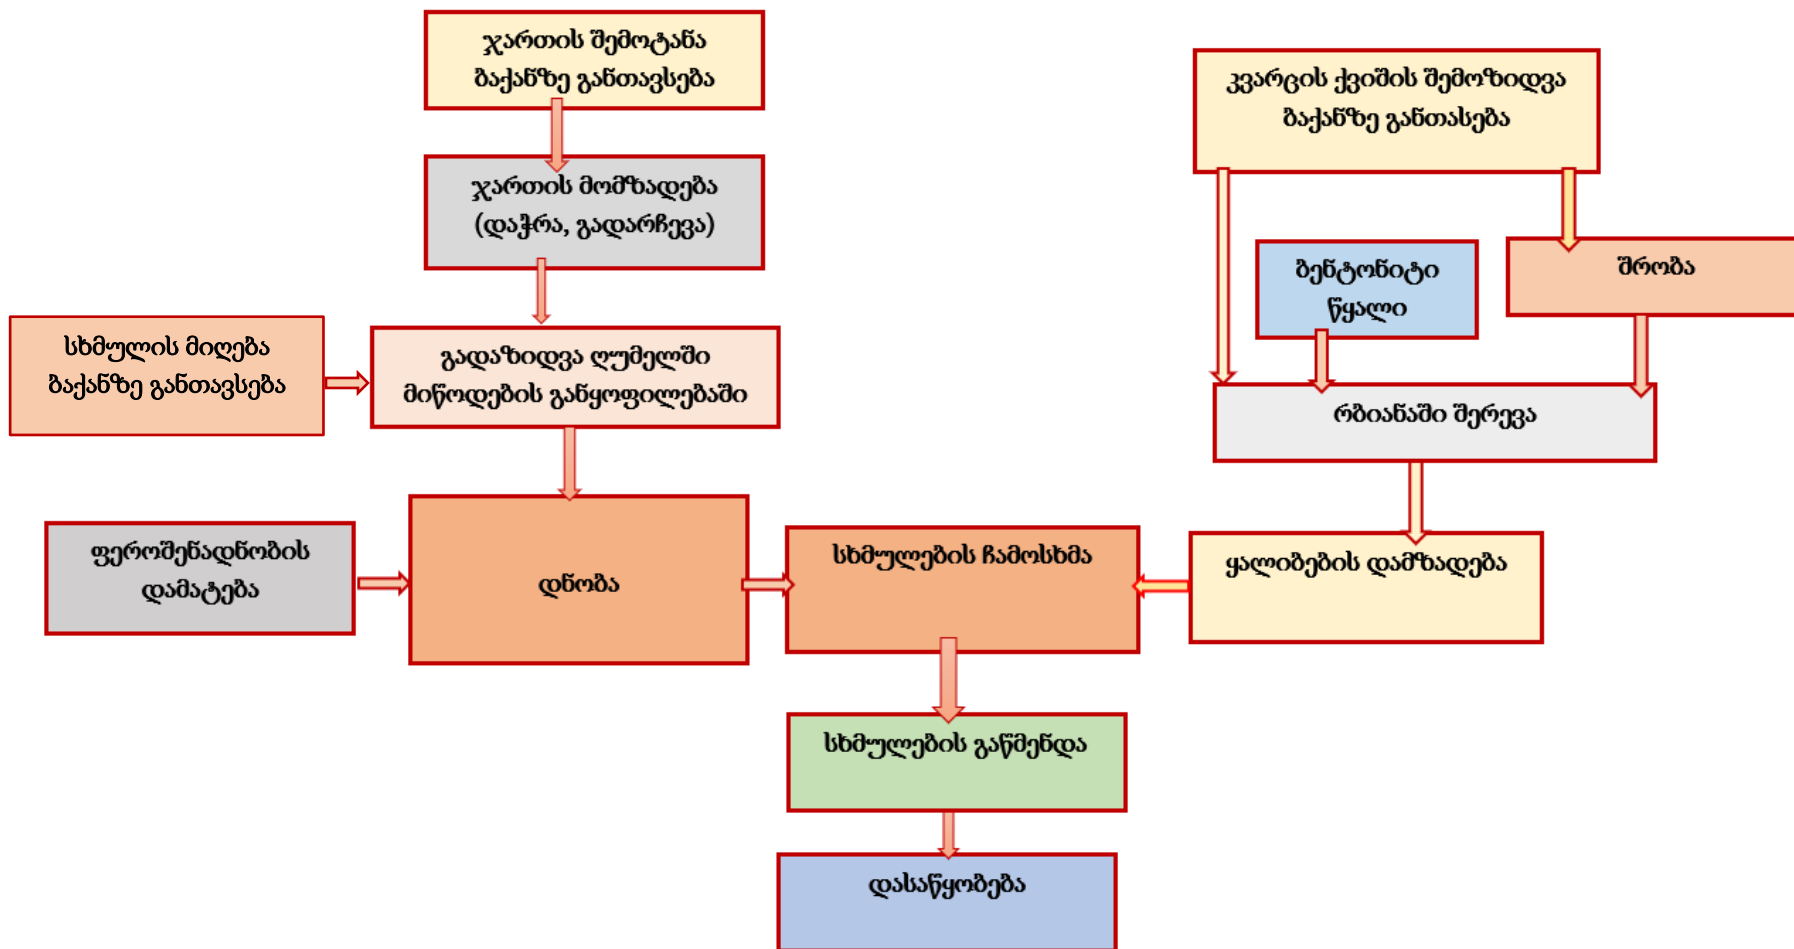 ჯართის შემოტანა
ბაქანზე განთავსება
კვარცის ქვიშის შემოზიდვა
ბაქანზე განთასება
ჯართის მომზადება
(დაჭრა, გადარჩევა)
ბენტონიტი
წყალი
შრობა
სხმულის მიღება
ბაქანზე განთავსება
გადაზიდვა ღუმელში
მიწოდების განყოფილებაში
რბიანაში შერევა
ფეროშენადნობის
დამატება
დნობა
სხმულების ჩამოსხმა
ყალიბების დამზადება
სხმულების გაწმენდა
დასაწყობება